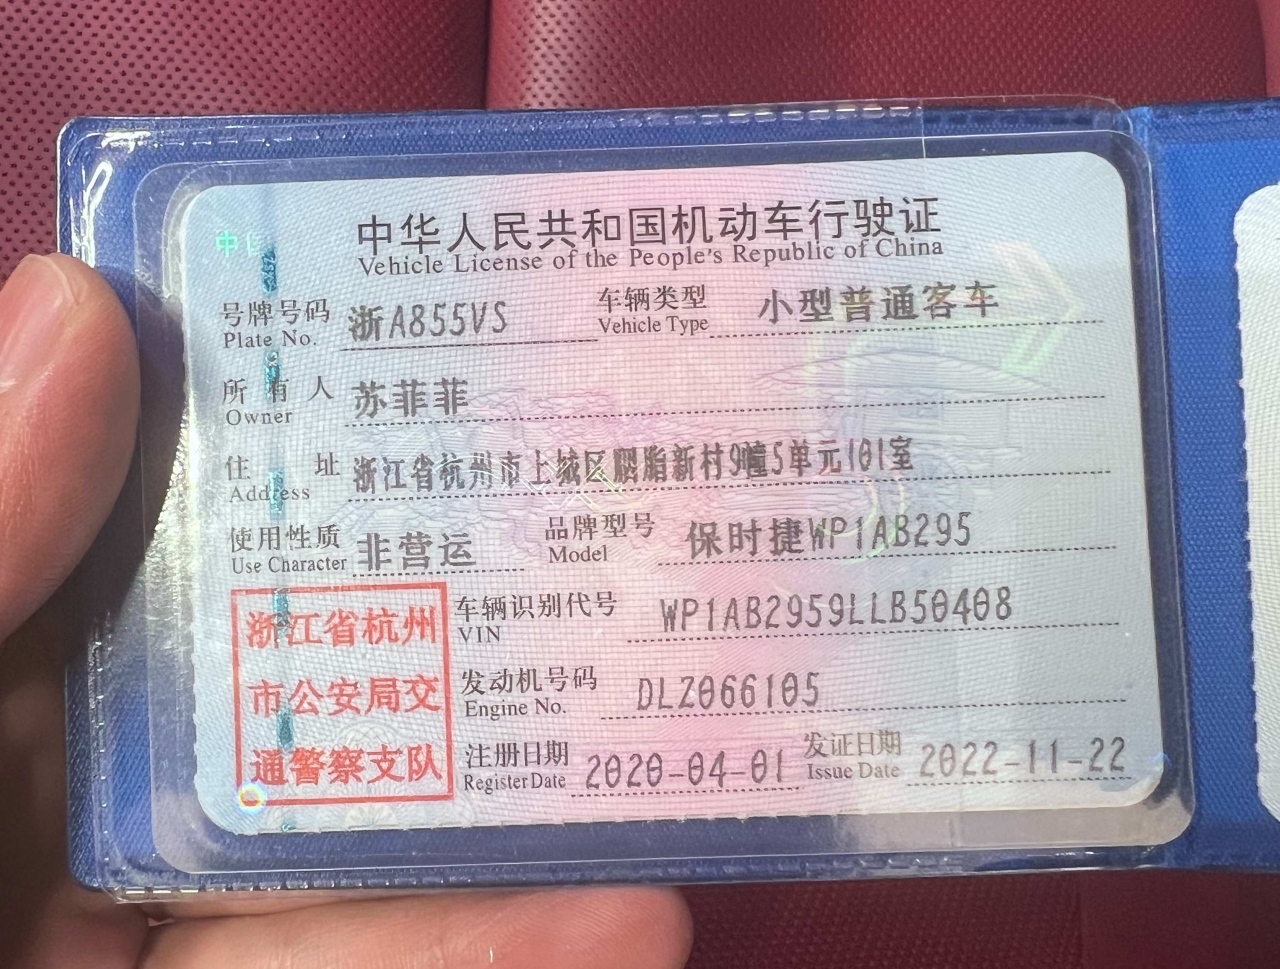 中华人民共和国机动车行驶证
Vehicle License of the People's Republic of China
号牌号码 浙A855VS 车辆类型 小型普通客车
Plate No. Vehicle Type
所有人 苏菲菲
Owner
住址 浙江省杭州市上城区胭脂新村9幢5单元101室
Address
使用性质 非营运 品牌型号 保时捷WP1AB295
Use Character Model
浙江省杭州
市公安局交
通警察支队
车辆识别代号 WP1AB2959LLB50408
VIN
发动机号码 DLZ066105
Engine No.
注册日期 2020-04-01 发证日期 2022-11-22
Register Date Issue Date